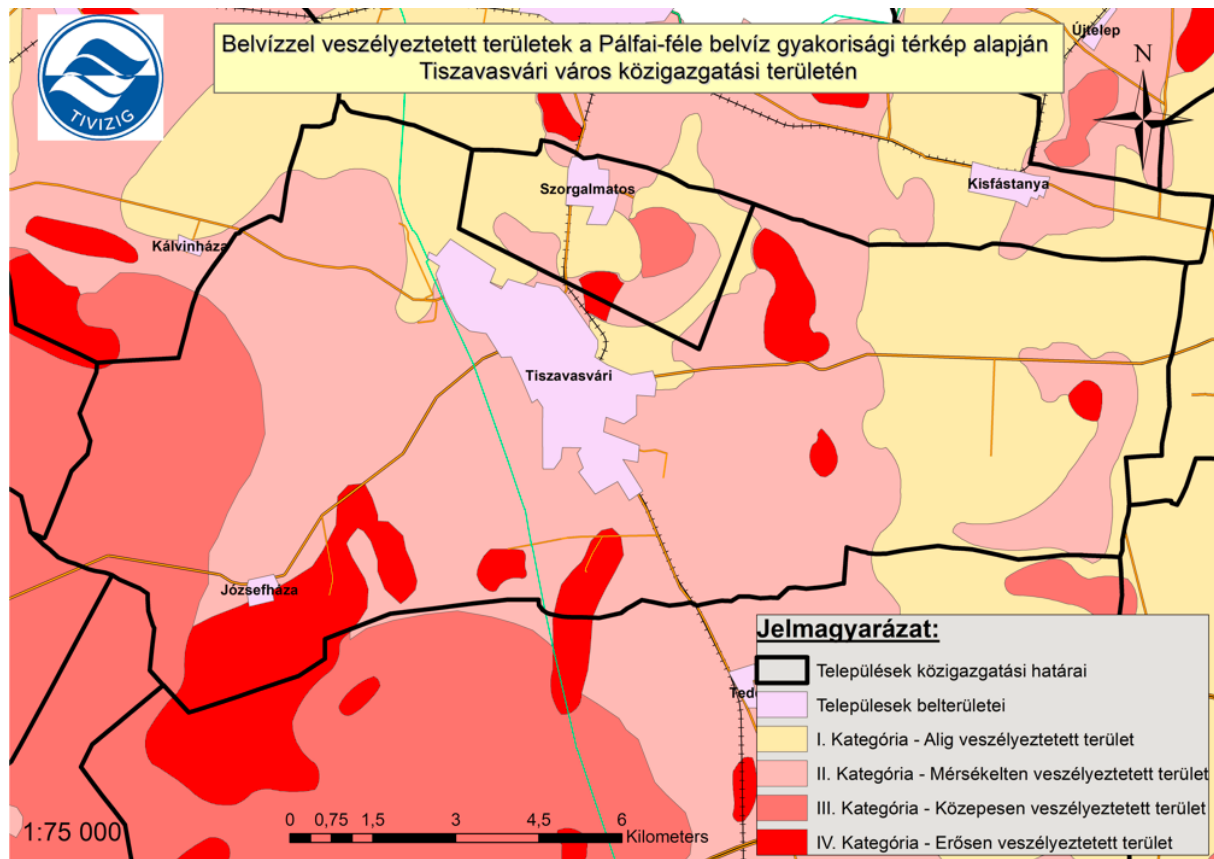 Belvízzel veszélyeztetett területek a Pálfai-féle belvíz gyakorisági térkép alapján
Tiszavasvári város közigazgatási területén
TIVIZIG
Újtelep
N
Szorgalmatos
Kisfástanya
Kálvinháza
Tiszavasvári
Józsefháza
Jelmagyarázat:
Települések közigazgatási határai
Települések belterületei
I. Kategória - Alig veszélyeztetett terület
II. Kategória - Mérsékelten veszélyeztetett terület
III. Kategória - Közepesen veszélyeztetett terület
IV. Kategória - Erősen veszélyeztetett terület
1:75 000
0 0,75 1,5 3 4,5 6
Kilometers